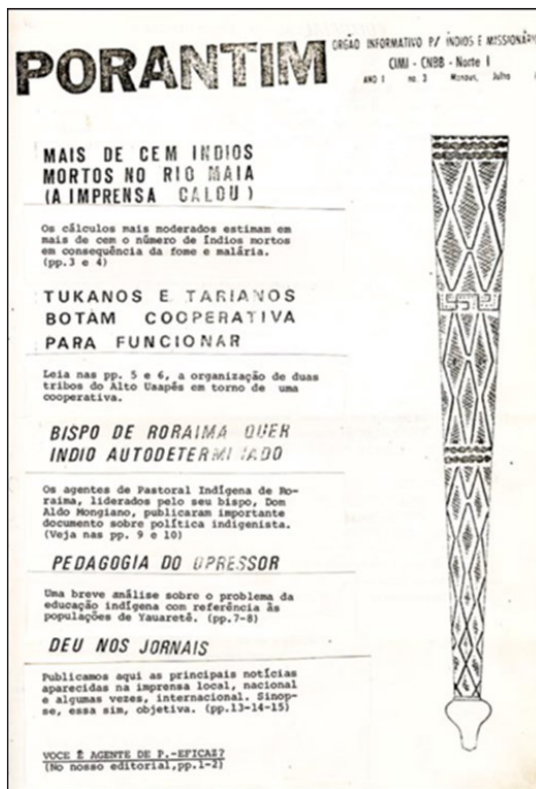 PORANTIM
ORGÃO INFORMATIVO P/ ÍNDIOS E MISSIONÁRIO
CIMI - CNBB - Norte I
ANO I no. 3 Manaus, Julho
MAIS DE CEM INDIOS
MORTOS NO RIO MAIA
(A IMPRENSA CALOU)
Os cálculos mais moderados estimam em
mais de cem o número de índios mortos
em consequência da fome e malária.
(pp.3 e 4)
TUKANOS E TARIANOS
BOTAM COOPERATIVA
PARA FUNCIONAR
Leia nas pp. 5 e 6, a organização de duas
tribos do Alto Uaapês em torno de uma
cooperativa.
BISPO DE RORAIMA QUER
INDIO AUTODETERMINADO
Os agentes de Pastoral Indígena de Ro-
raima, liderados pelo seu bispo, Dom
Aldo Mongiano, publicaram importante
documento sobre política indigenista.
(Veja nas pp. 9 e 10)
PEDAGOGIA DO OPRESSOR
Uma breve análise sobre o problema da
educação indígena com referência às
populações de Yauaretê. (pp.7-8)
DEU NOS JORNAIS
Publicamos aqui as principais notícias
aparecidas na imprensa local, nacional
e algumas vezes, internacional. Sinop-
se, essa sim, objetiva. (pp.13-14-15)
VOCE É AGENTE DE P.-EFICAZ?
(No nosso editorial,pp.1-2)